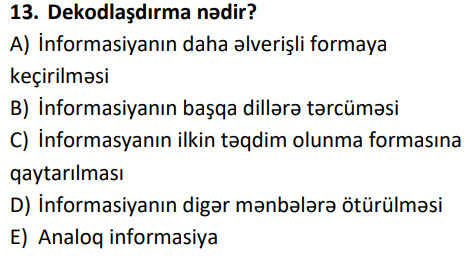 13. Dekodlaşdırma nədir?
A) İnformasiyanın daha əlverişli formaya
keçirilməsi
B) İnformasiyanın başqa dillərə tərcüməsi
C) İnformasyanın ilkin təqdim olunma formasına
qaytarılması
D) İnformasiyanın digər mənbələrə ötürülməsi
E) Analoq informasiya